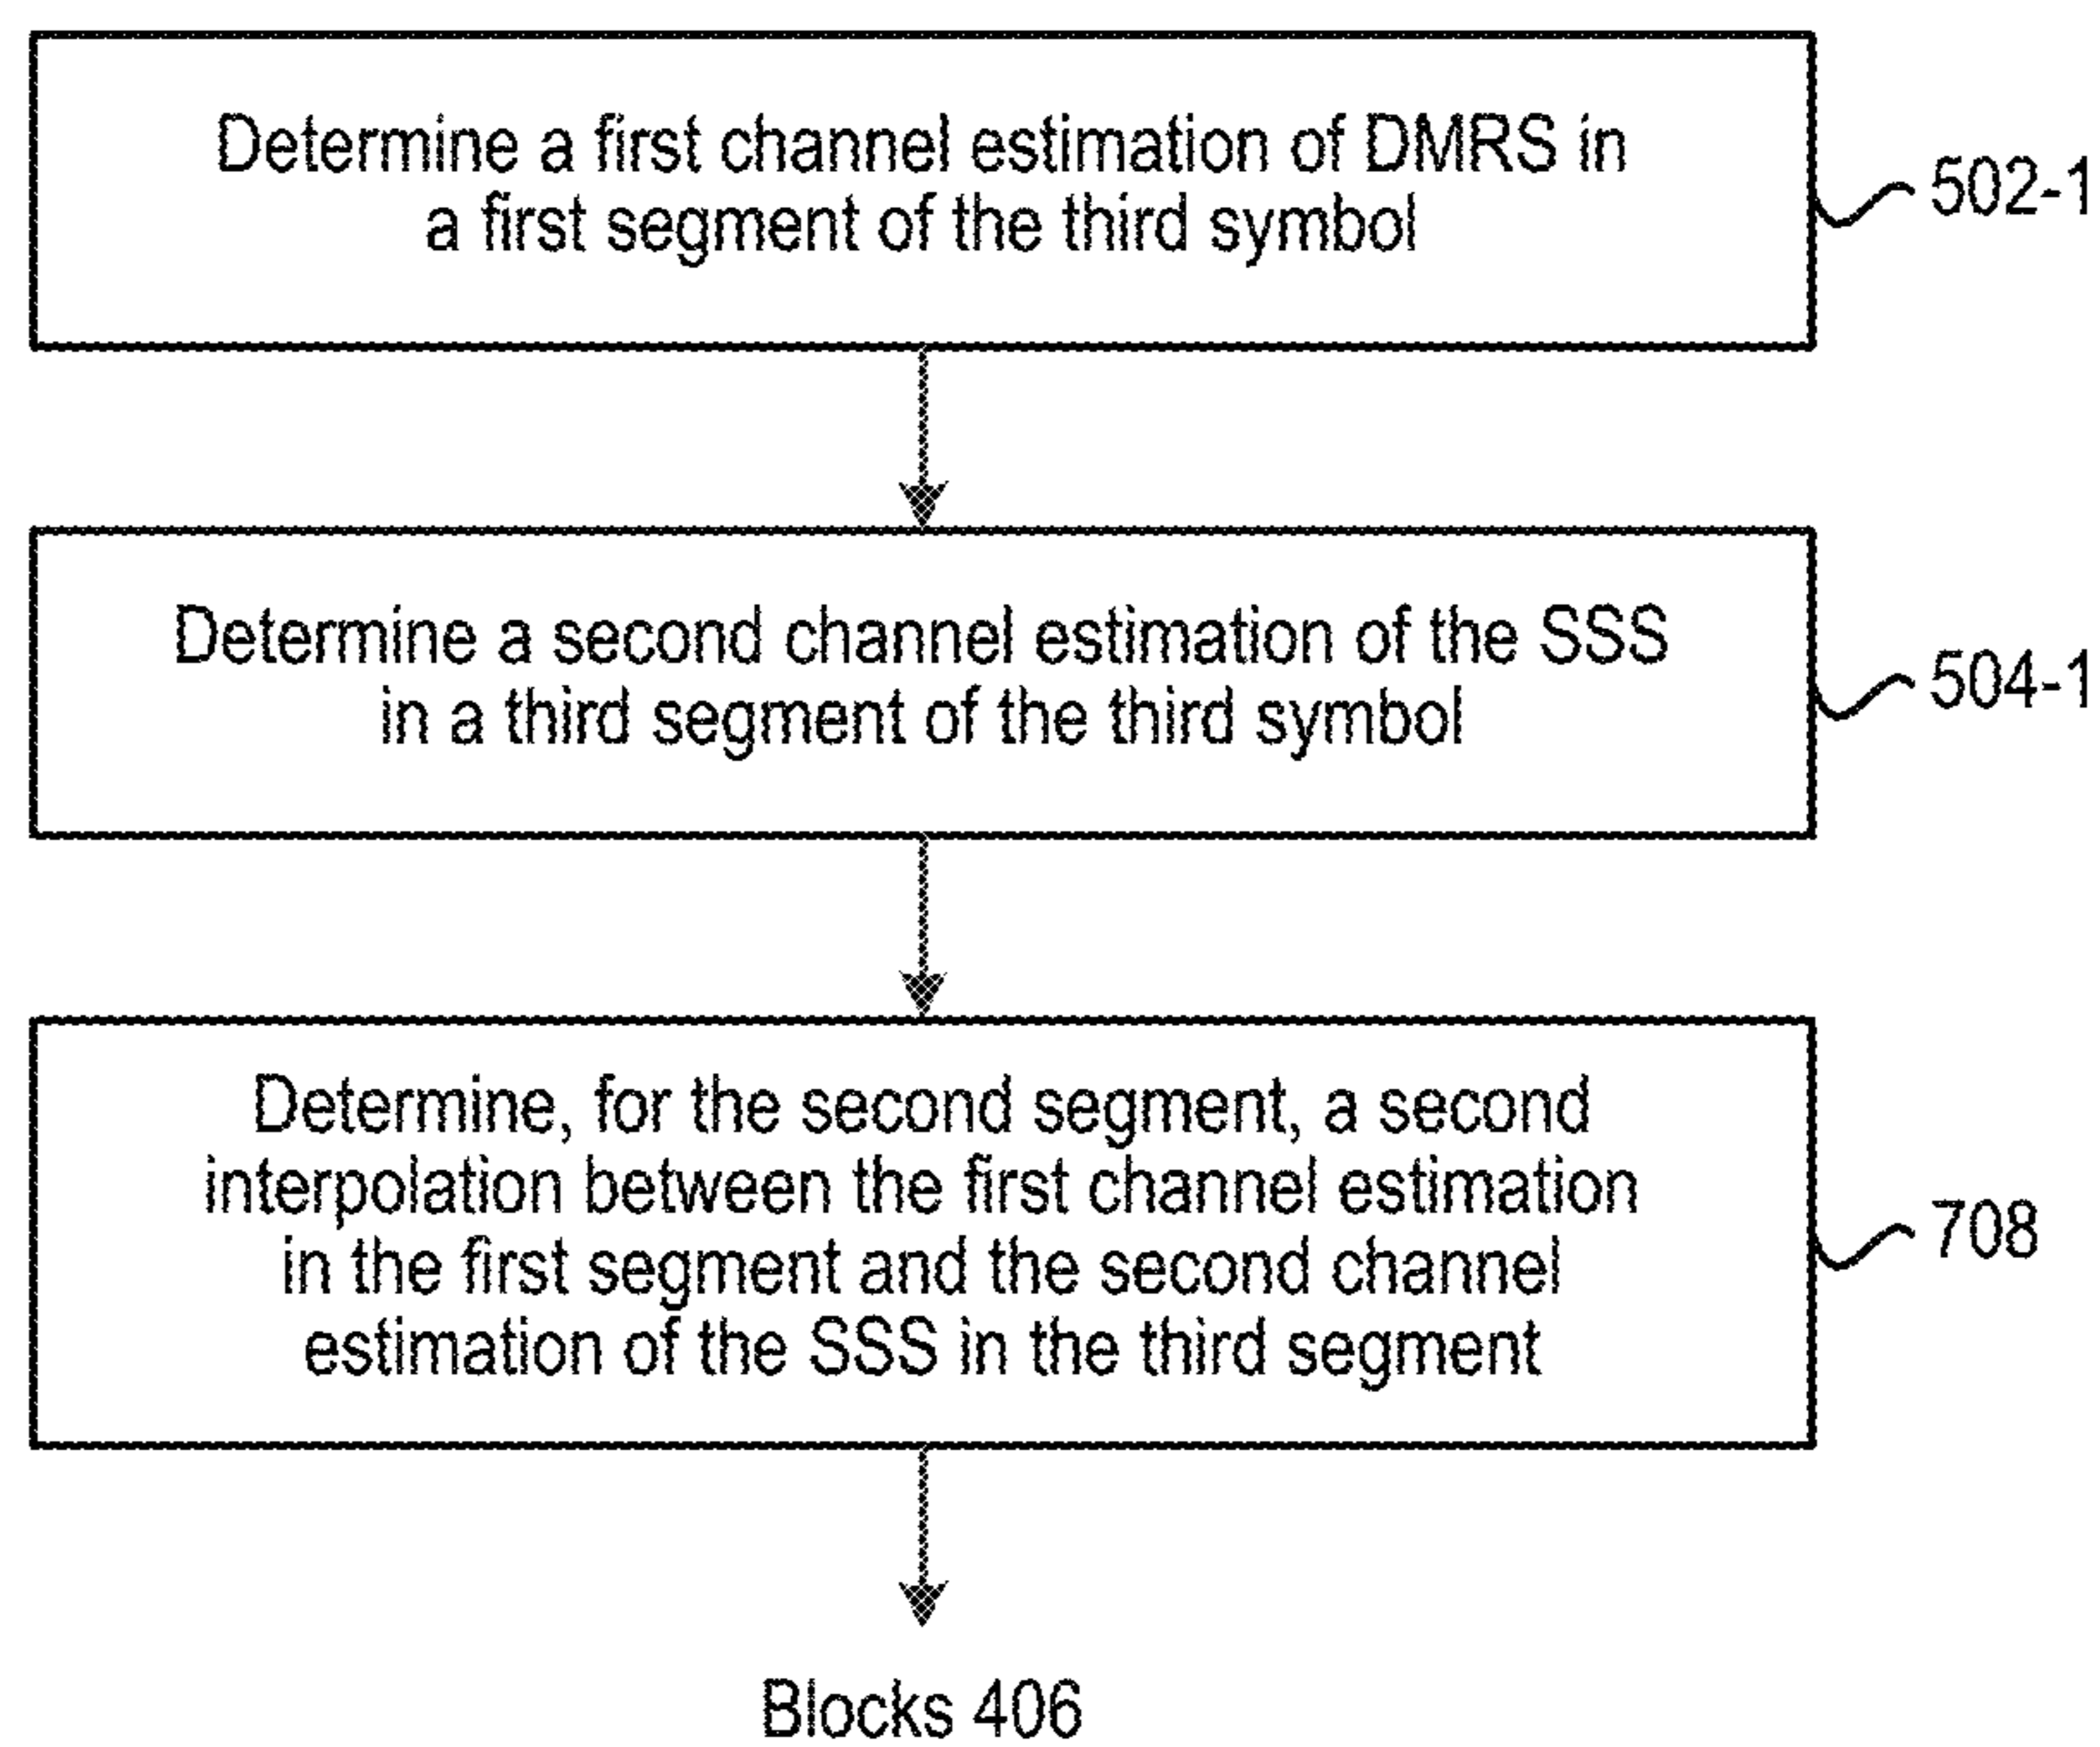 Determine a first channel estimation of DMRS in
a first segment of the third symbol
502-1
Determine a second channel estimation of the SSS
in a third segment of the third symbol
504-1
Determine, for the second segment, a second
interpolation between the first channel estimation
in the first segment and the second channel
estimation of the SSS in the third segment
708
Blocks 406